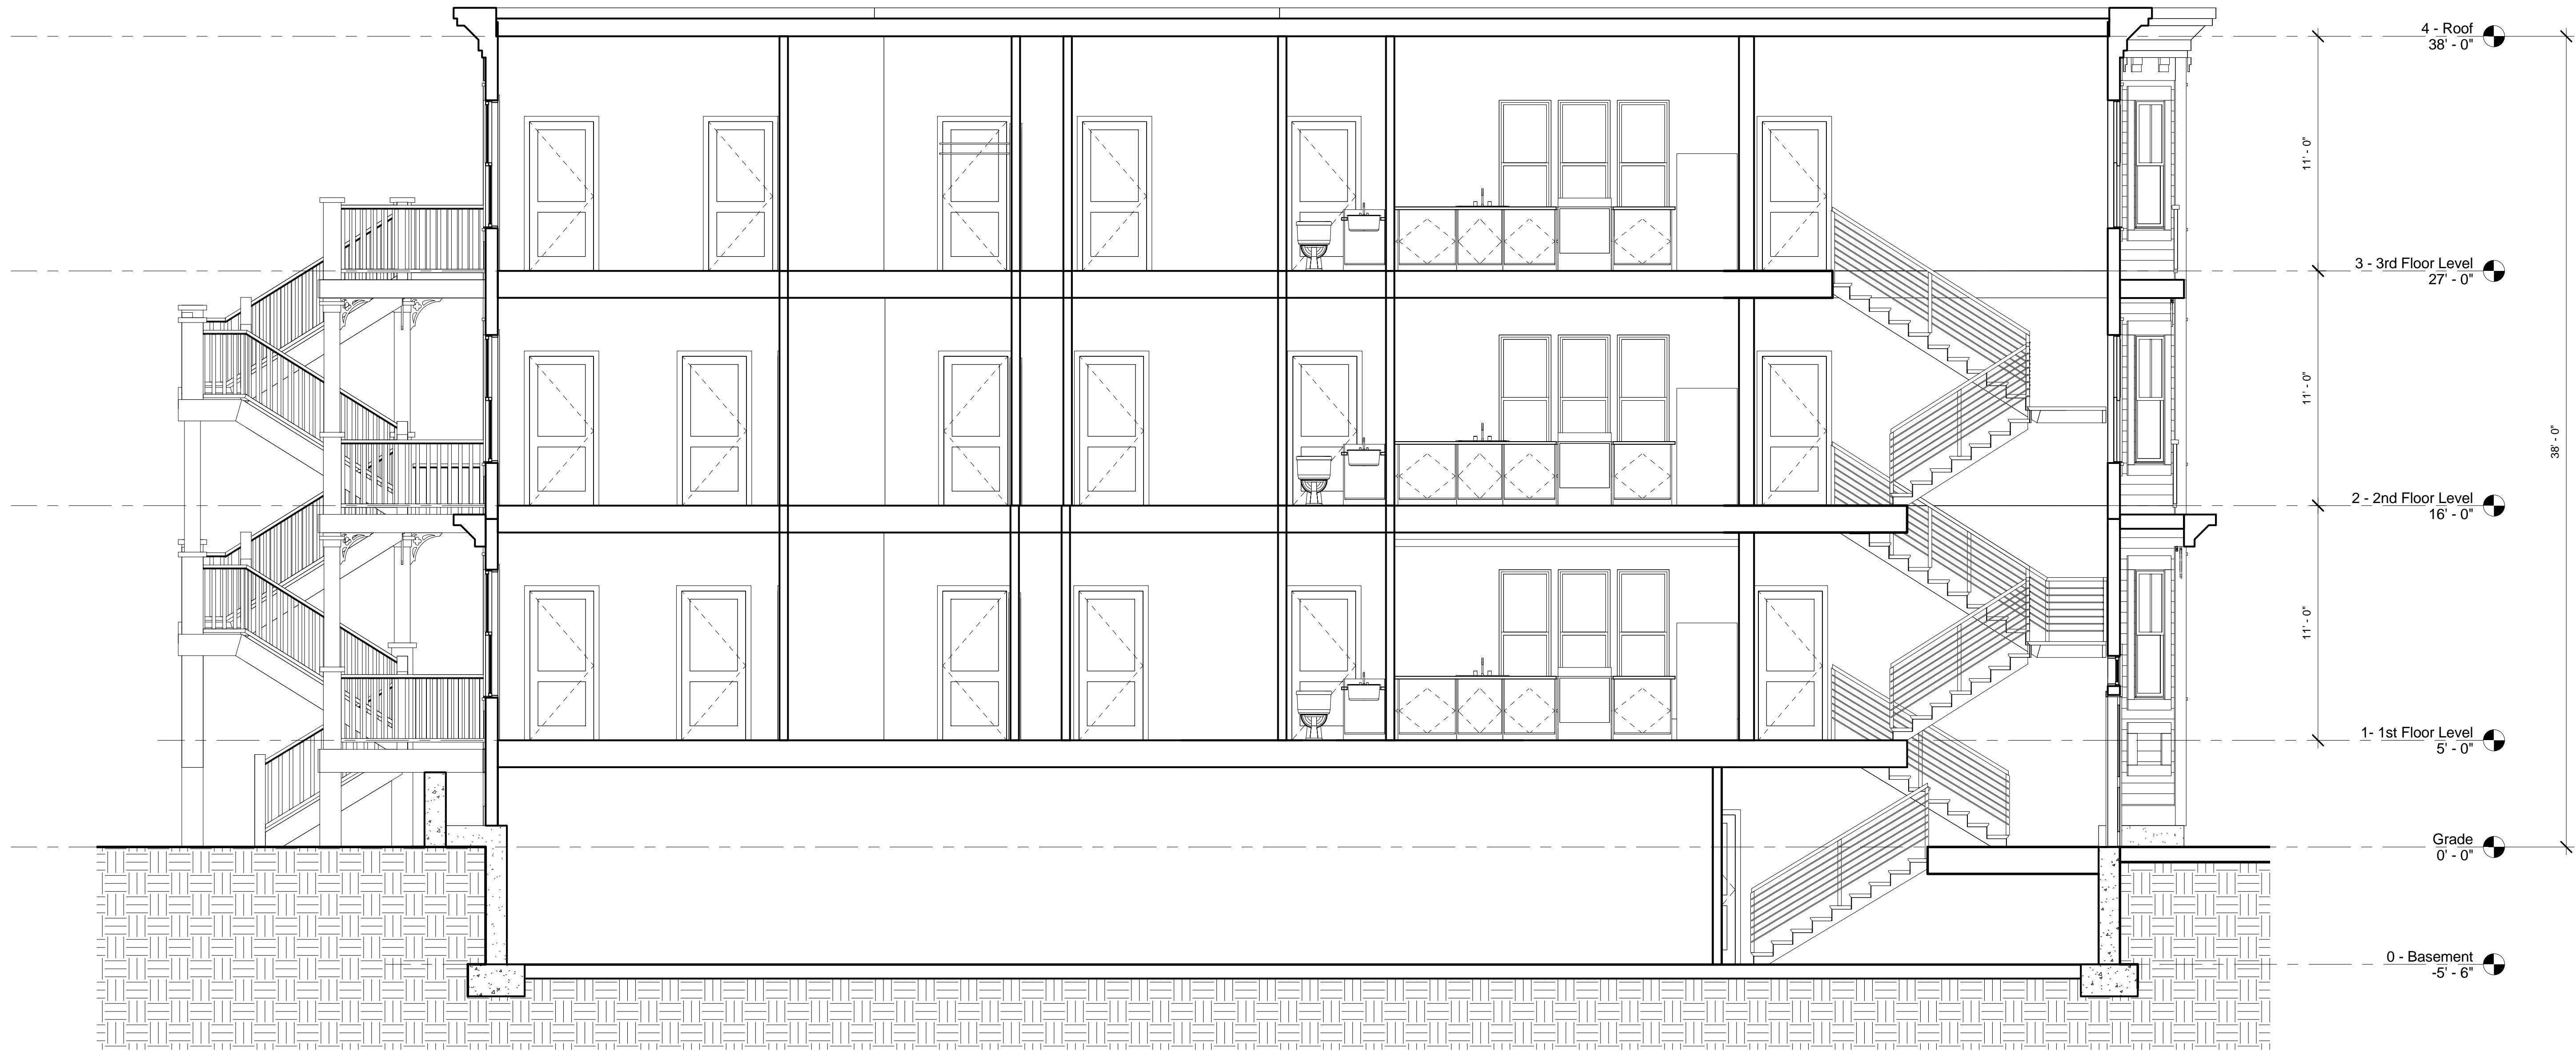 4 - Roof
38' - 0"
11' - 0"
3 - 3rd Floor Level
27' - 0"
11' - 0"
38' - 0"
2 - 2nd Floor Level
16' - 0"
11' - 0"
1- 1st Floor Level
5' - 0"
Grade
0' - 0"
0 - Basement
-5' - 6"